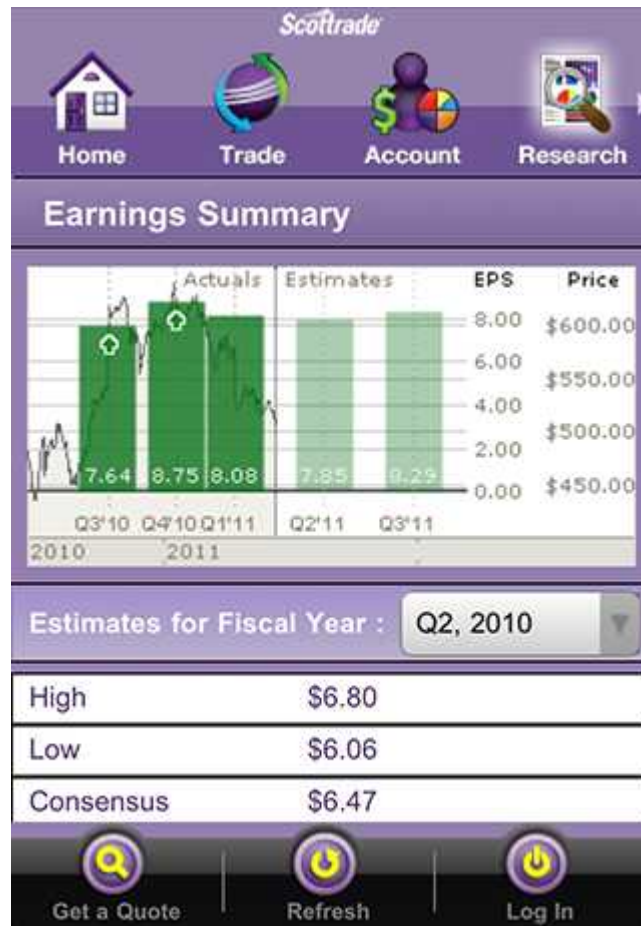 Scottrade
Home Trade Account Research
Earnings Summary
Actuals Estimates EPS Price
8.00 $600.00
6.00 $550.00
4.00 $500.00
2.00 $450.00
0.00
7.64 8.75 8.08 7.85 8.29
Q3'10 Q4'10 Q1'11 Q2'11 Q3'11
2010 2011
Estimates for Fiscal Year : Q2, 2010
High $6.80
Low $6.06
Consensus $6.47
Get a Quote Refresh Log In